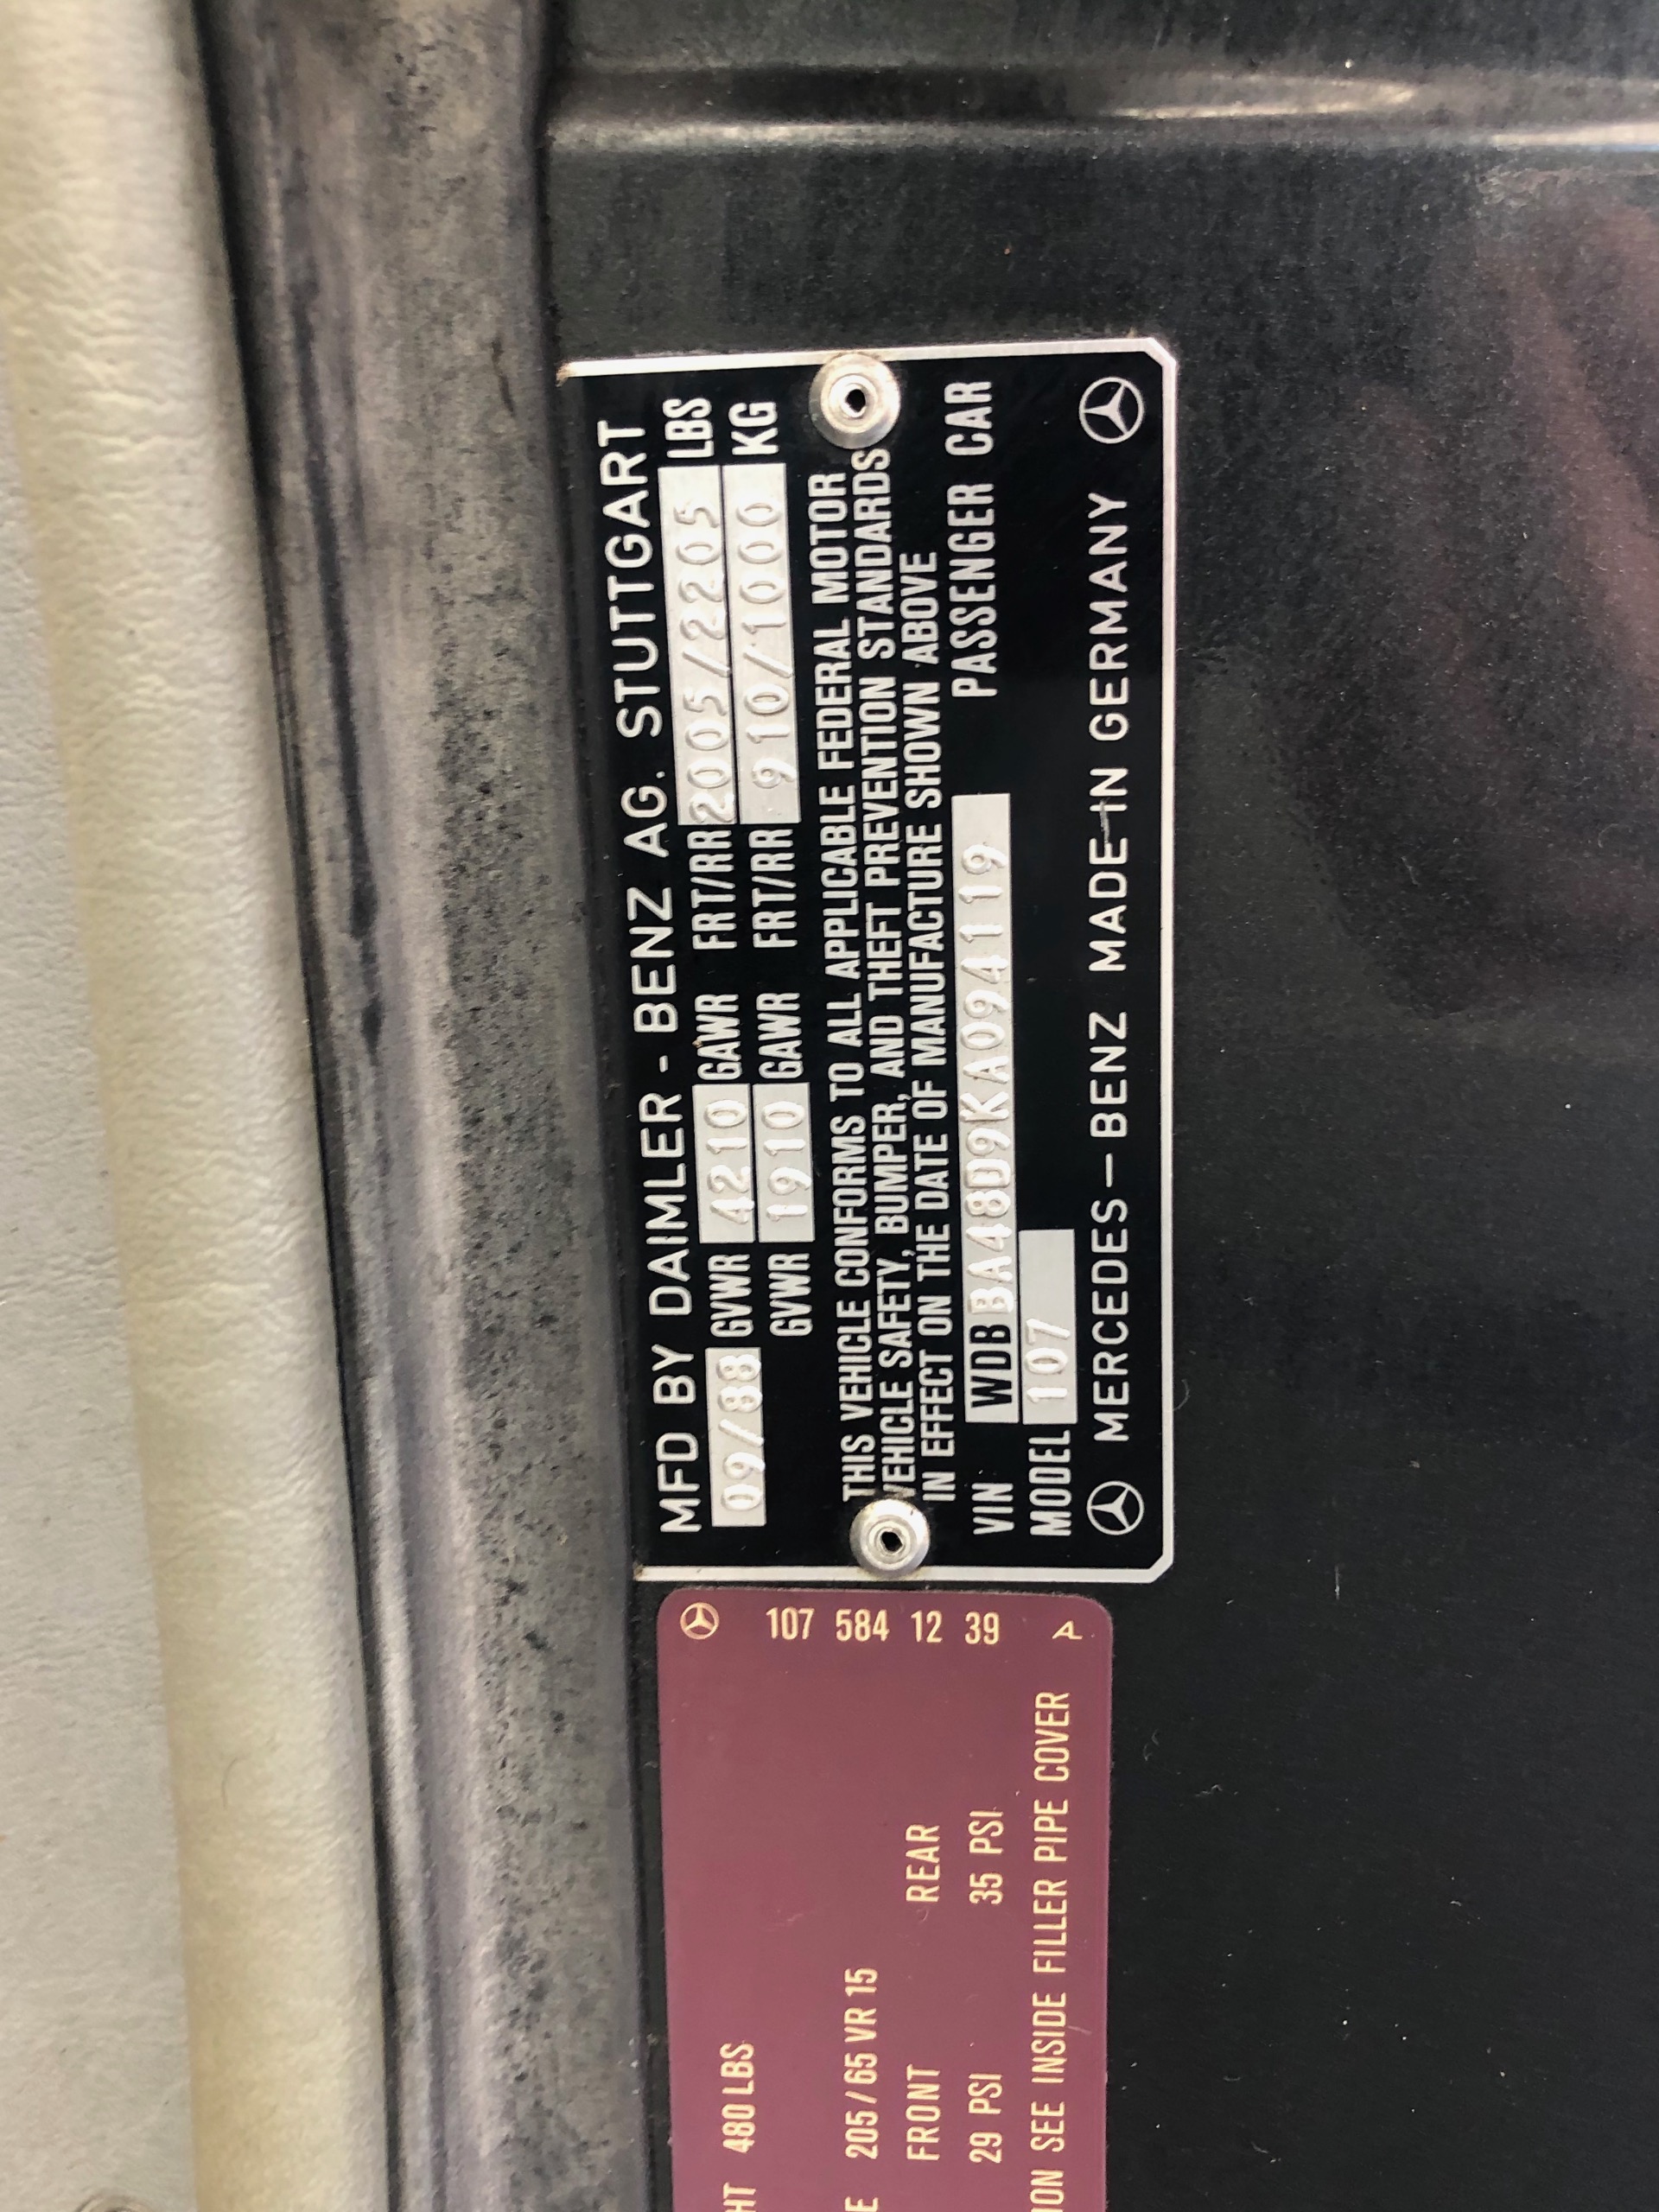 MFD BY DAIMLER - BENZ AG. STUTTGART
09/88 GVWR 4210 GAWR FRT/RR 2005/2205 LBS
GVWR 1910 GAWR FRT/RR 910/1000 KG
THIS VEHICLE CONFORMS TO ALL APPLICABLE FEDERAL MOTOR
VEHICLE SAFETY, BUMPER, AND THEFT PREVENTION STANDARDS
IN EFFECT ON THE DATE OF MANUFACTURE SHOWN ABOVE
VIN WDB BA48D9KA094119 PASSENGER CAR
MODEL 107
MERCEDES-BENZ MADE IN GERMANY
107 584 12 39 A
HT 480 LBS
E 205/65 VR 15
FRONT REAR
29 PSI 35 PSI
ION SEE INSIDE FILLER PIPE COVER